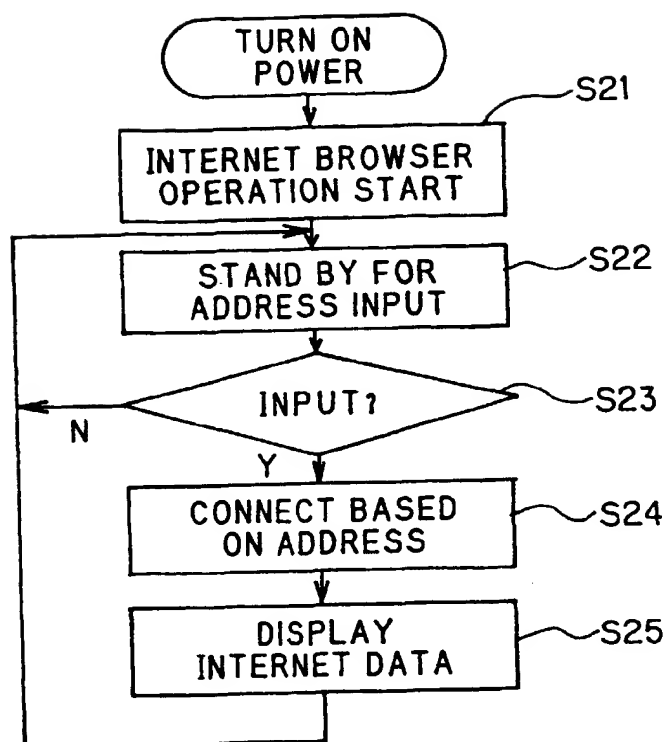 TURN ON
POWER
S21
INTERNET BROWSER
OPERATION START
S22
STAND BY FOR
ADDRESS INPUT
S23
INPUT?
N
Y
S24
CONNECT BASED
ON ADDRESS
S25
DISPLAY
INTERNET DATA